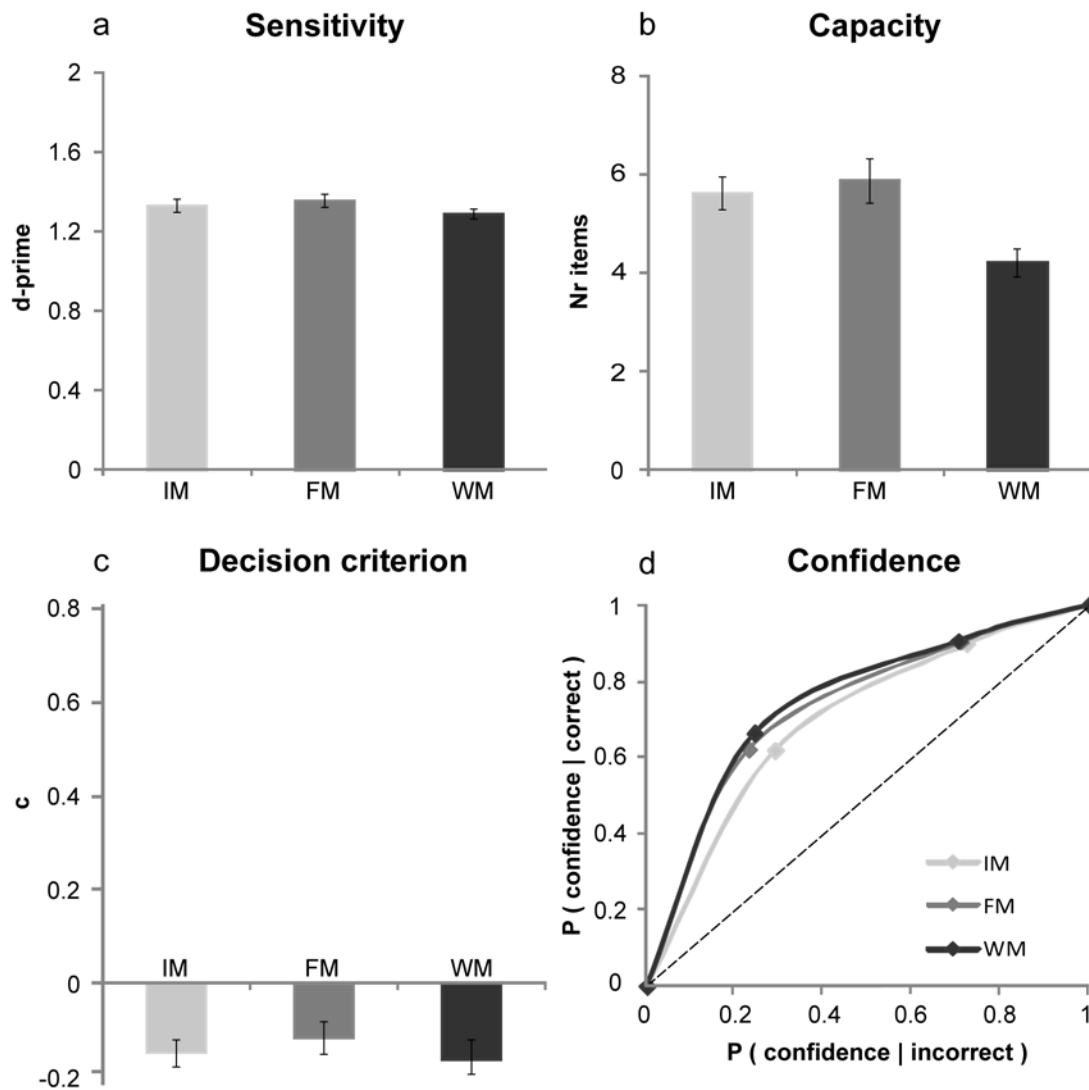 a Sensitivity
2
1.6
1.2
0.8
0.4
0
d-prime
IM FM WM
b Capacity
8
6
4
2
0
Nr items
IM FM WM
c Decision criterion
0.8
0.6
0.4
0.2
0
-0.2
c
IM FM WM
d Confidence
1
0.8
0.6
0.4
0.2
0
P ( confidence | correct )
IM
FM
WM
0 0.2 0.4 0.6 0.8 1
P ( confidence | incorrect )